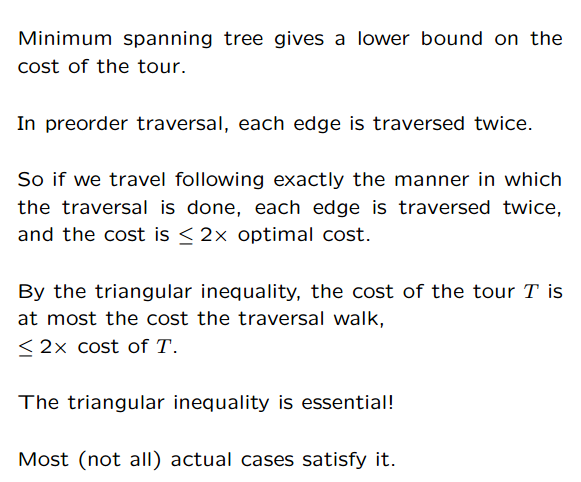 Minimum spanning tree gives a lower bound on the
cost of the tour.
In preorder traversal, each edge is traversed twice.
So if we travel following exactly the manner in which
the traversal is done, each edge is traversed twice,
and the cost is ≤ 2× optimal cost.
By the triangular inequality, the cost of the tour T is
at most the cost the traversal walk,
≤ 2× cost of T.
The triangular inequality is essential!
Most (not all) actual cases satisfy it.